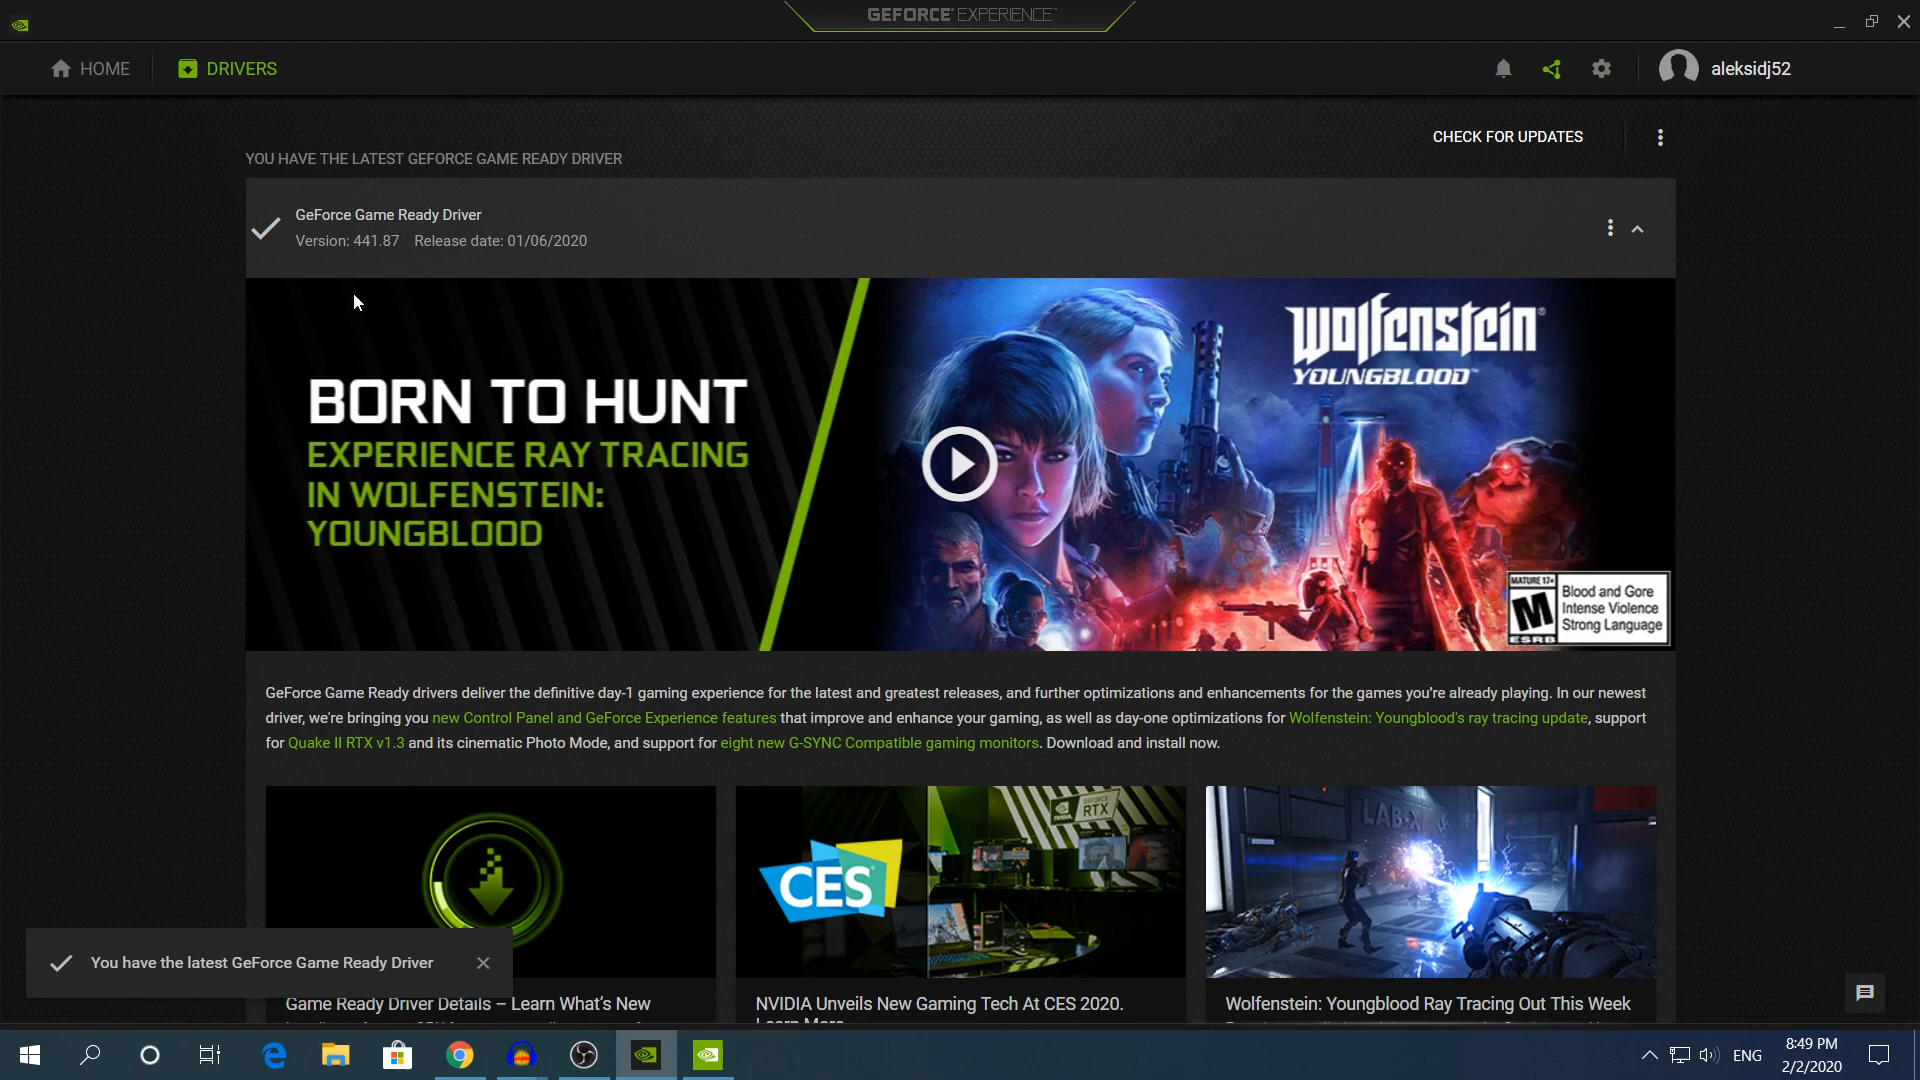 GEFORCE® EXPERIENCE™
HOME
DRIVERS
aleksidj52
CHECK FOR UPDATES
YOU HAVE THE LATEST GEFORCE GAME READY DRIVER
GeForce Game Ready Driver
Version: 441.87 Release date: 01/06/2020
BORN TO HUNT
EXPERIENCE RAY TRACING
IN WOLFENSTEIN:
YOUNGBLOOD
Wolfenstein®
YOUNGBLOOD™
MATURE 17+
M
ESRB
Blood and Gore
Intense Violence
Strong Language
GeForce Game Ready drivers deliver the definitive day-1 gaming experience for the latest and greatest releases, and further optimizations and enhancements for the games you're already playing. In our newest
driver, we're bringing you new Control Panel and GeForce Experience features that improve and enhance your gaming, as well as day-one optimizations for Wolfenstein: Youngblood's ray tracing update, support
for Quake II RTX v1.3 and its cinematic Photo Mode, and support for eight new G-SYNC Compatible gaming monitors. Download and install now.
CES
GEFORCE
RTX
LAB-X
You have the latest GeForce Game Ready Driver
Game Ready Driver Details – Learn What's New
NVIDIA Unveils New Gaming Tech At CES 2020.
Learn More
Wolfenstein: Youngblood Ray Tracing Out This Week
ENG
8:49 PM
2/2/2020